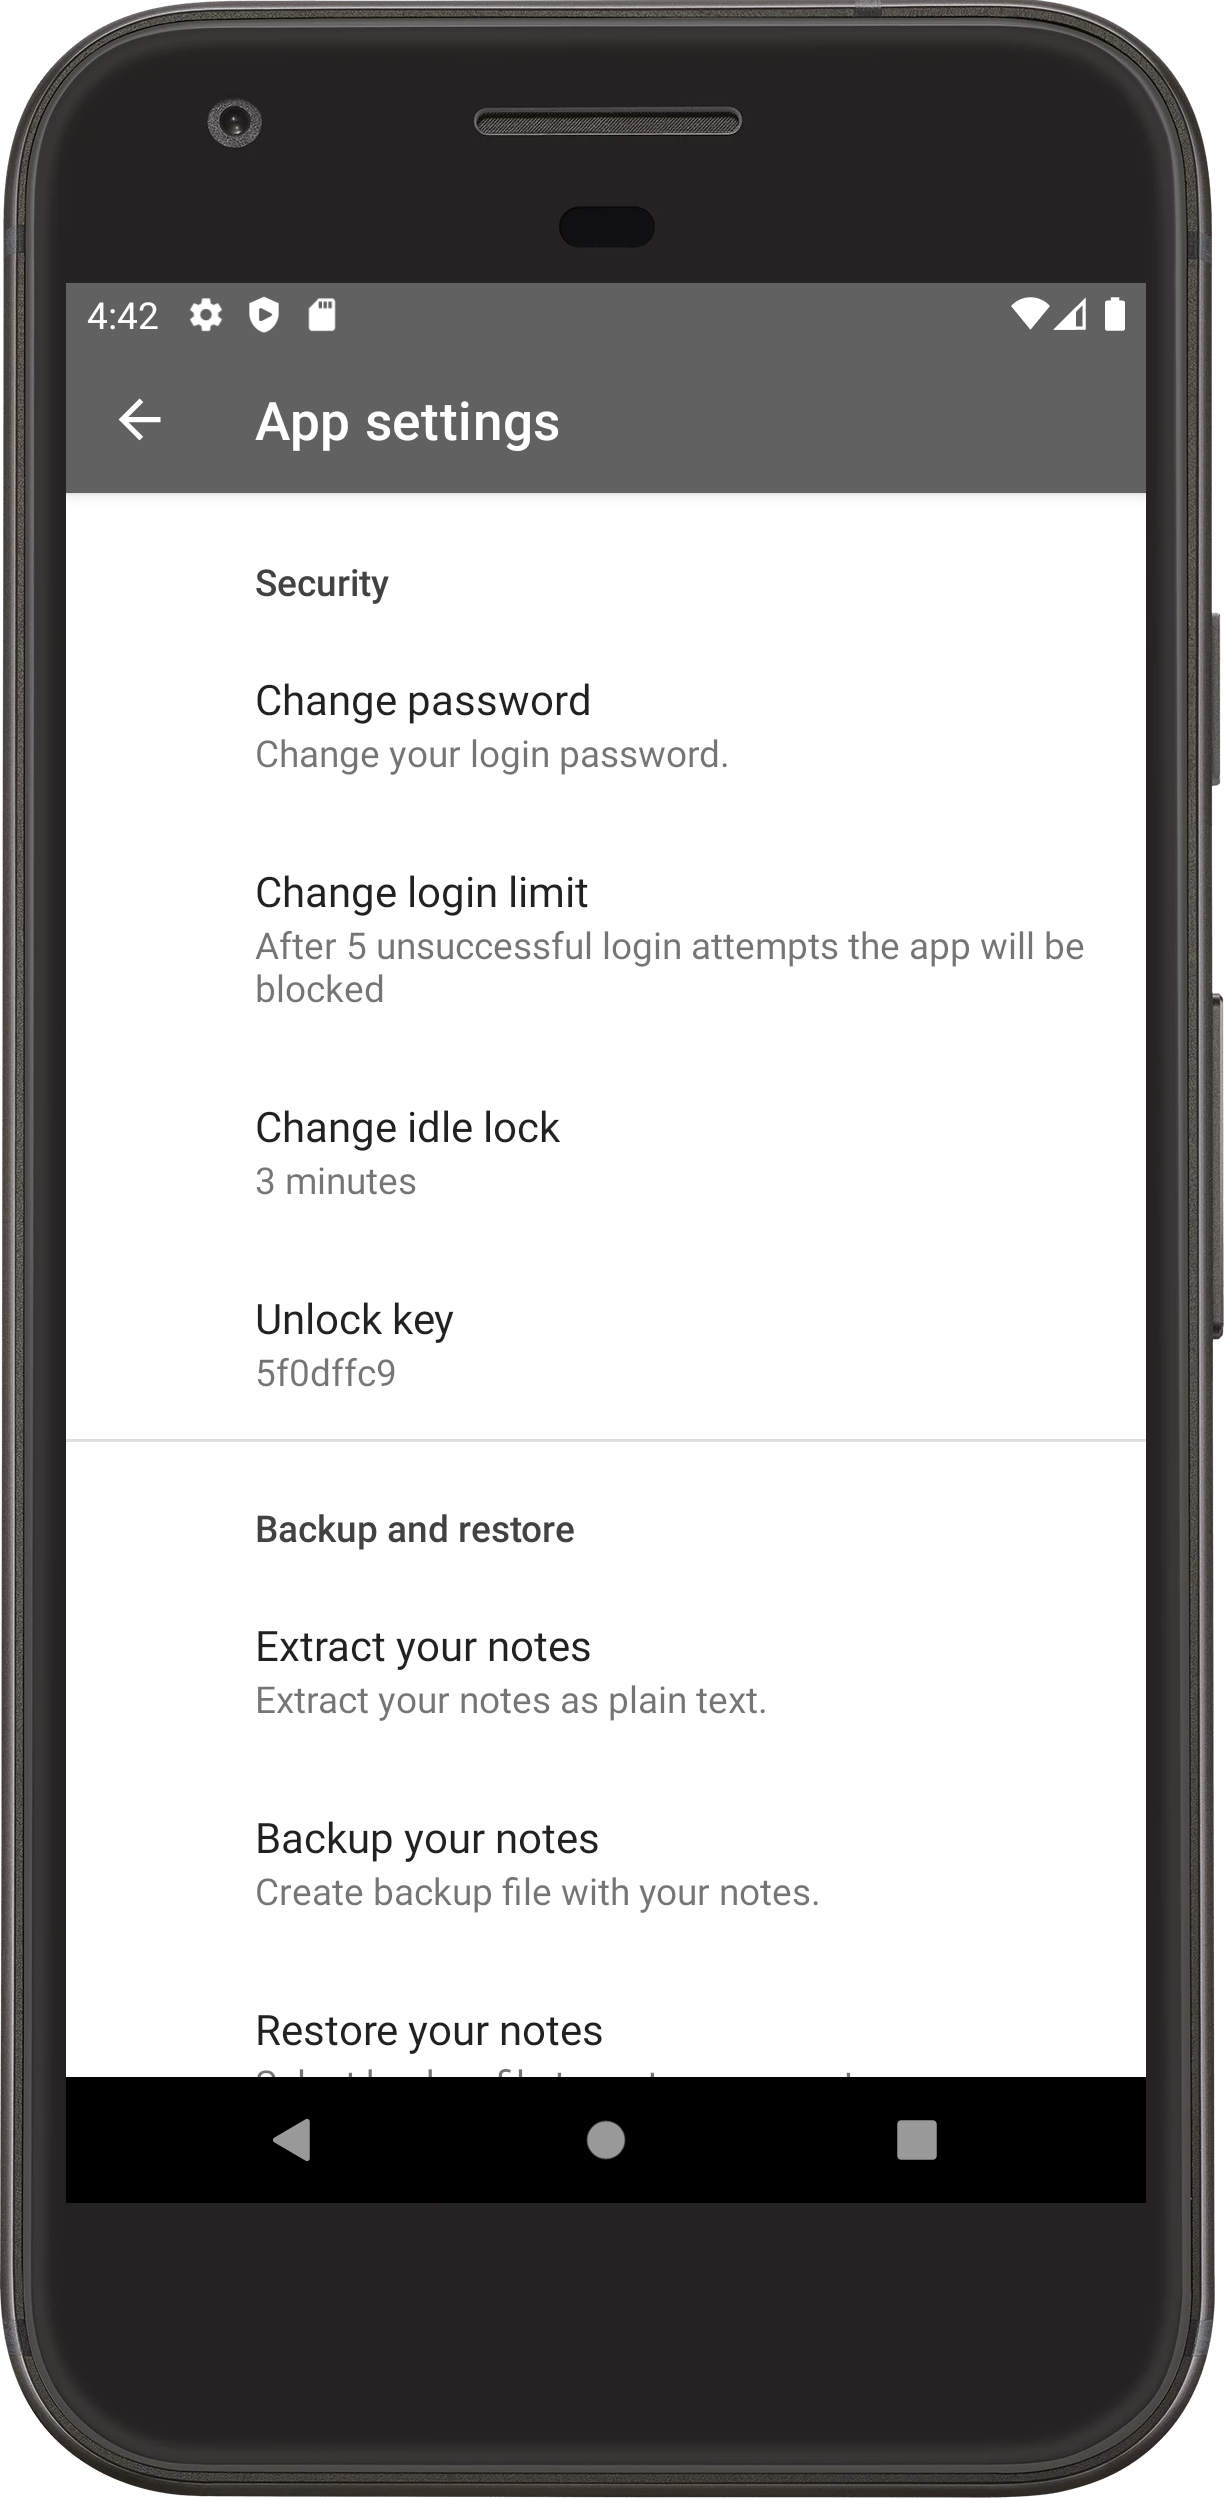 4:42
App settings
Security
Change password
Change your login password.
Change login limit
After 5 unsuccessful login attempts the app will be
blocked
Change idle lock
3 minutes
Unlock key
5f0dffc9
Backup and restore
Extract your notes
Extract your notes as plain text.
Backup your notes
Create backup file with your notes.
Restore your notes